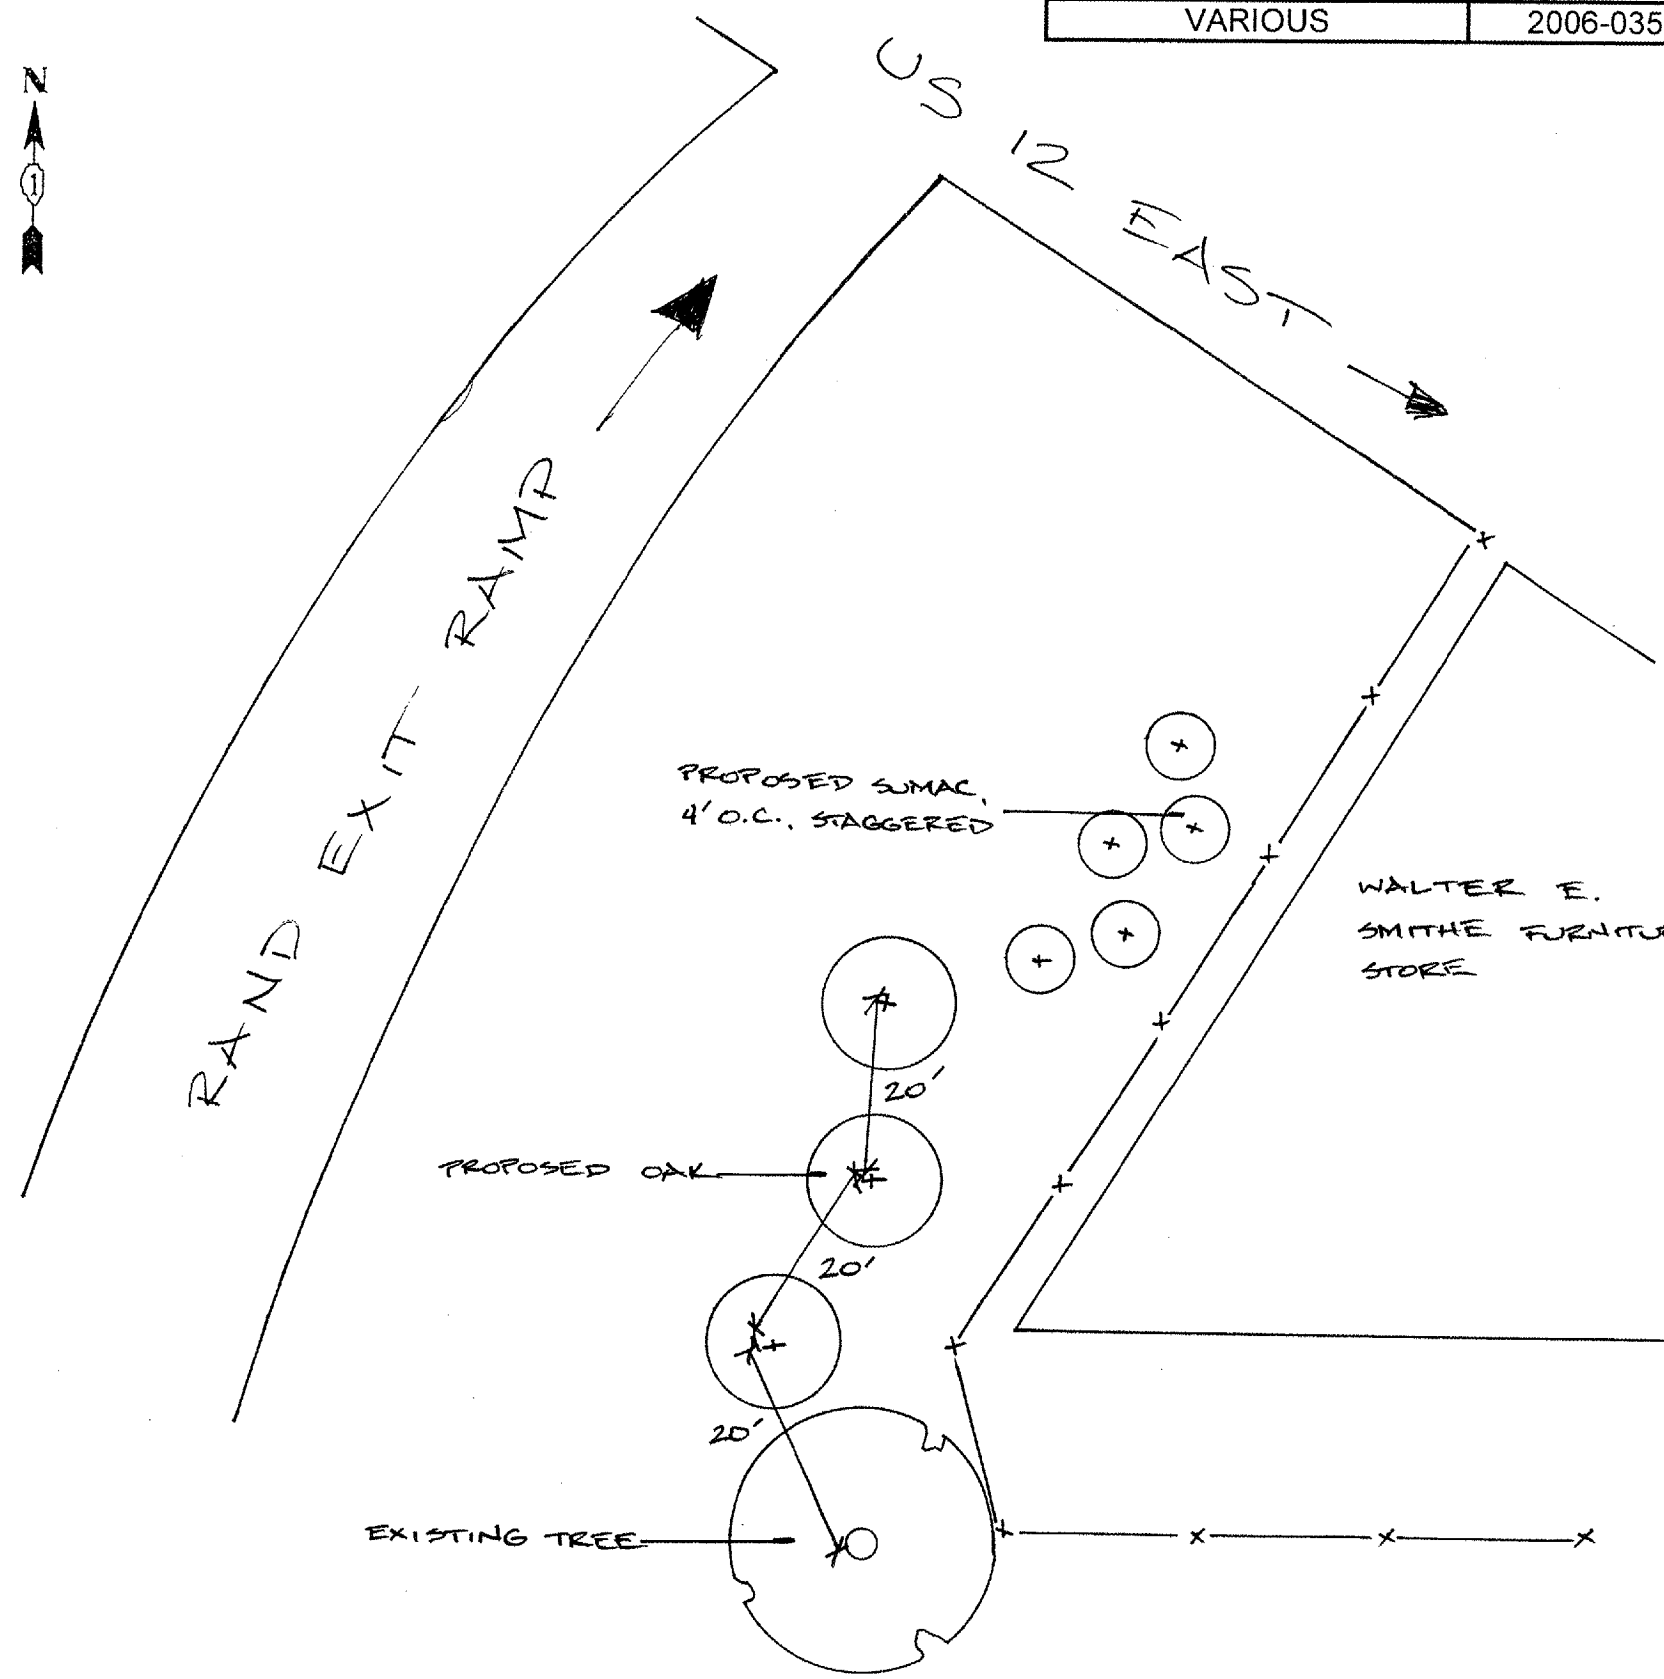 VARIOUS 2006-035
N
1
US 12 EAST
RAND EXIT RAMP
PROPOSED SUMAC,
4' O.C., STAGGERED
WALTER E.
SMITHE FURNITU
STORE
20'
PROPOSED OAK
20'
20'
EXISTING TREE